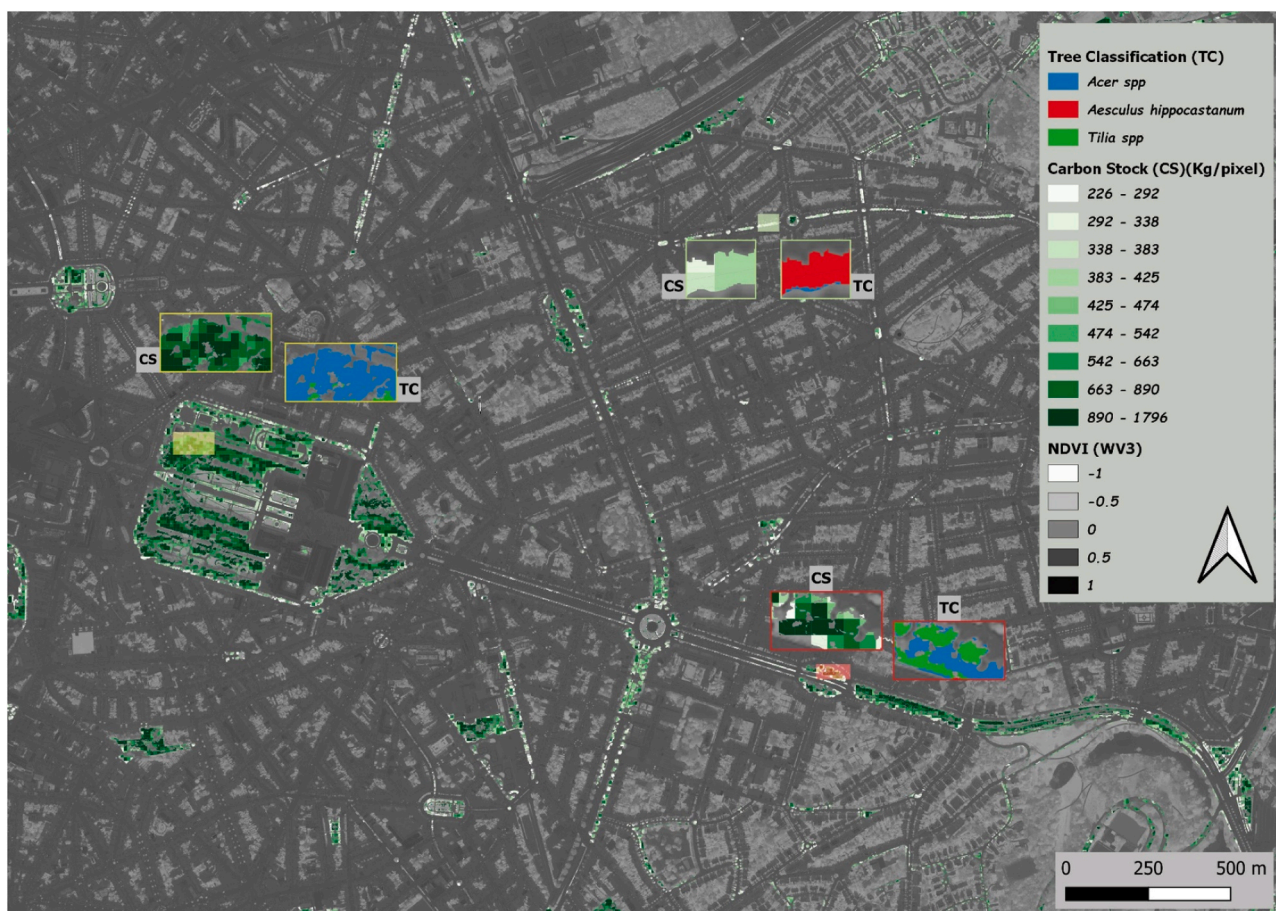 Tree Classification (TC)
Acer spp
Aesculus hippocastanum
Tilia spp
Carbon Stock (CS)(Kg/pixel)
226 - 292
292 - 338
338 - 383
383 - 425
425 - 474
474 - 542
542 - 663
663 - 890
890 - 1796
NDVI (WV3)
-1
-0.5
0
0.5
1
CS
TC
CS
TC
CS
TC
0 250 500 m